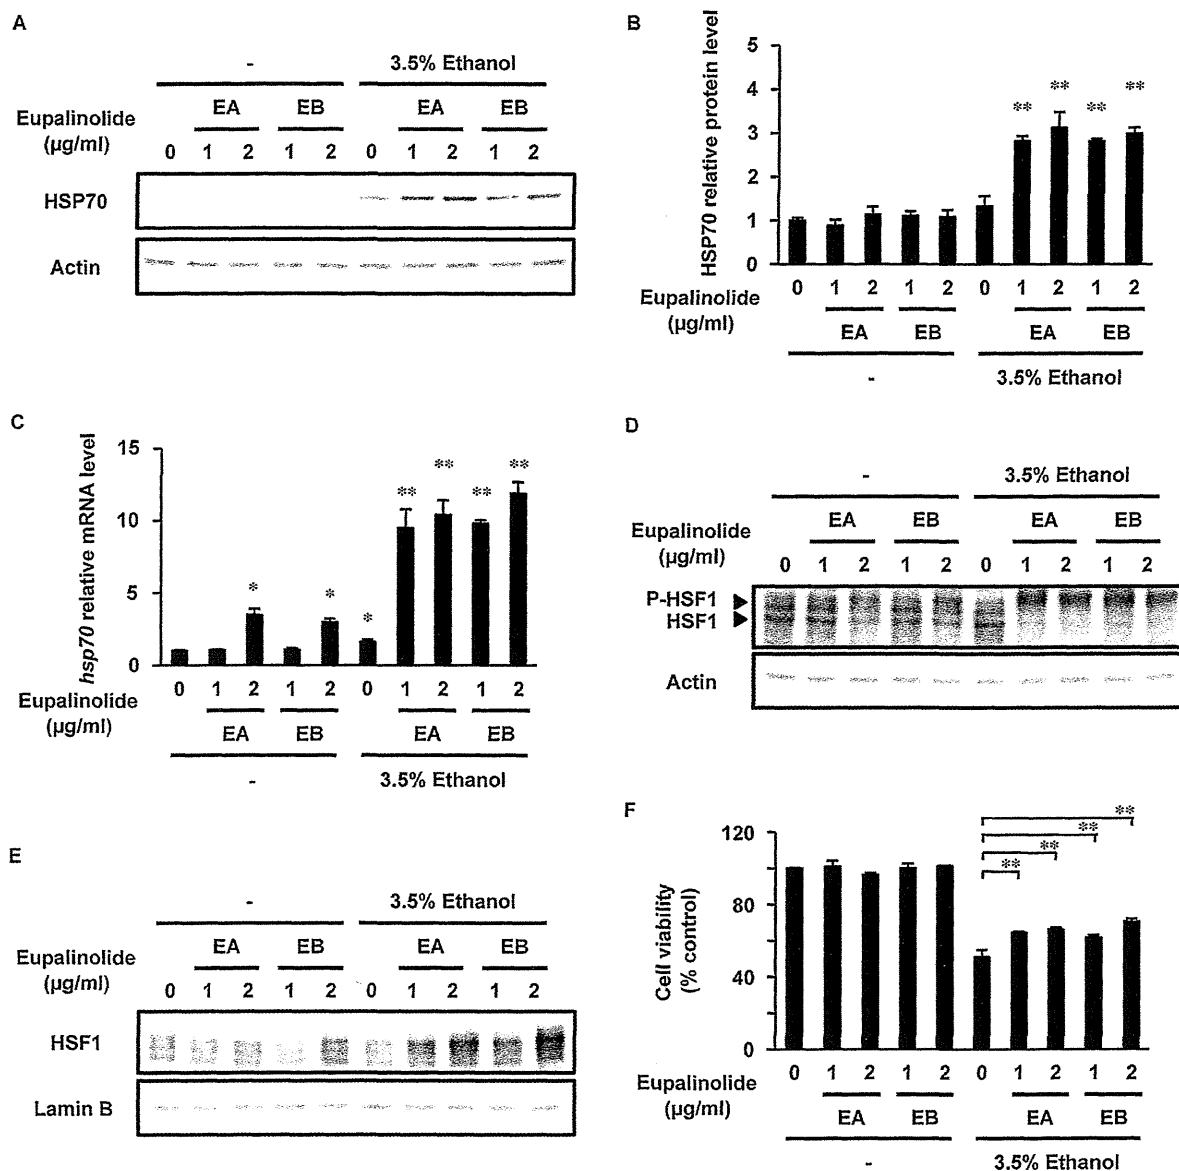 A
-
3.5% Ethanol
Eupalinolide
(µg/ml)
EA
EB
EA
EB
0 1 2 1 2 0 1 2 1 2
HSP70
Actin
B
HSP70 relative protein level
5
4
3
2
1
0
** ** ** **
Eupalinolide
(µg/ml)
0 1 2 1 2 0 1 2 1 2
EA
EB
EA
EB
-
3.5% Ethanol
C
hsp70 relative mRNA level
15
10
5
0
* * * ** ** ** **
Eupalinolide
(µg/ml)
0 1 2 1 2 0 1 2 1 2
EA
EB
EA
EB
-
3.5% Ethanol
D
-
3.5% Ethanol
Eupalinolide
(µg/ml)
EA
EB
EA
EB
0 1 2 1 2 0 1 2 1 2
P-HSF1
HSF1
Actin
E
-
3.5% Ethanol
Eupalinolide
(µg/ml)
EA
EB
EA
EB
0 1 2 1 2 0 1 2 1 2
HSF1
Lamin B
F
Cell viability
(% control)
120
80
40
0
**
**
**
**
Eupalinolide
(µg/ml)
0 1 2 1 2 0 1 2 1 2
EA
EB
EA
EB
-
3.5% Ethanol